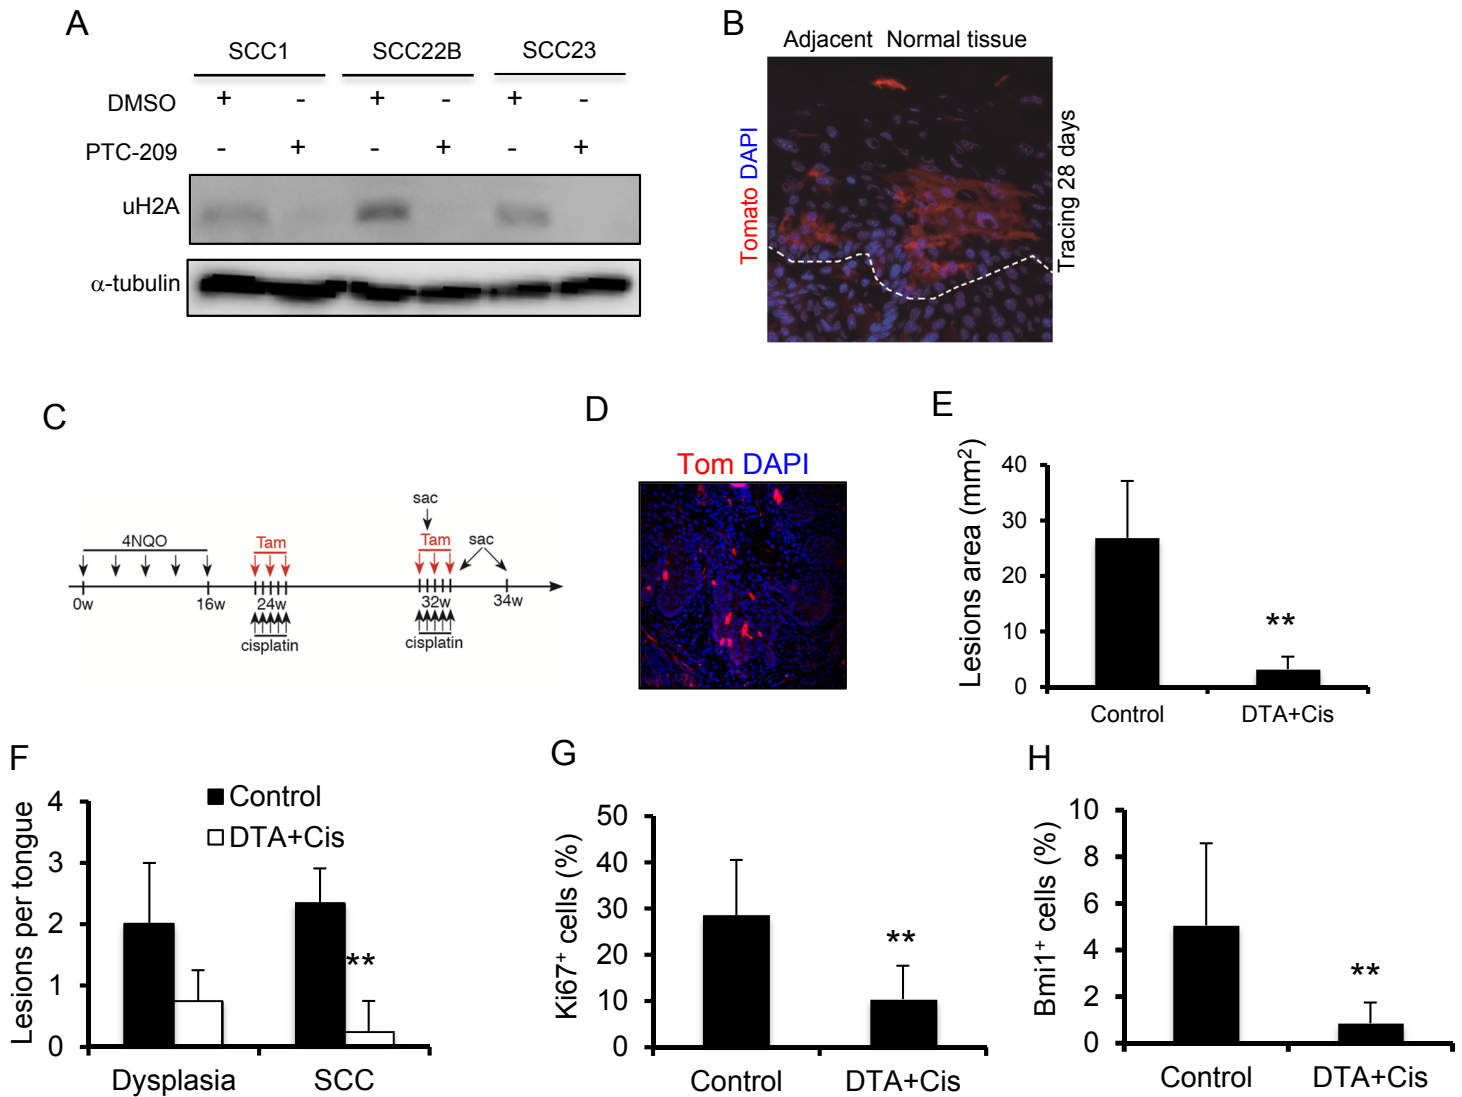 A
SCC1 SCC22B SCC23
DMSO + - + - + -
PTC-209 - + - + - +
uH2A
α-tubulin
B
Adjacent Normal tissue
Tomato DAPI
Tracing 28 days
C
sac
4NQO Tam Tam sac
0w 16w 24w 32w 34w
cisplatin cisplatin
D
Tom DAPI
E
Lesions area (mm²)
40
30
20
10
0
**
Control DTA+Cis
F
Lesions per tongue
4
3
2
1
0
Control
DTA+Cis
**
Dysplasia SCC
G
Ki67⁺ cells (%)
50
40
30
20
10
0
**
Control DTA+Cis
H
Bmi1⁺ cells (%)
10
8
6
4
2
0
**
Control DTA+Cis